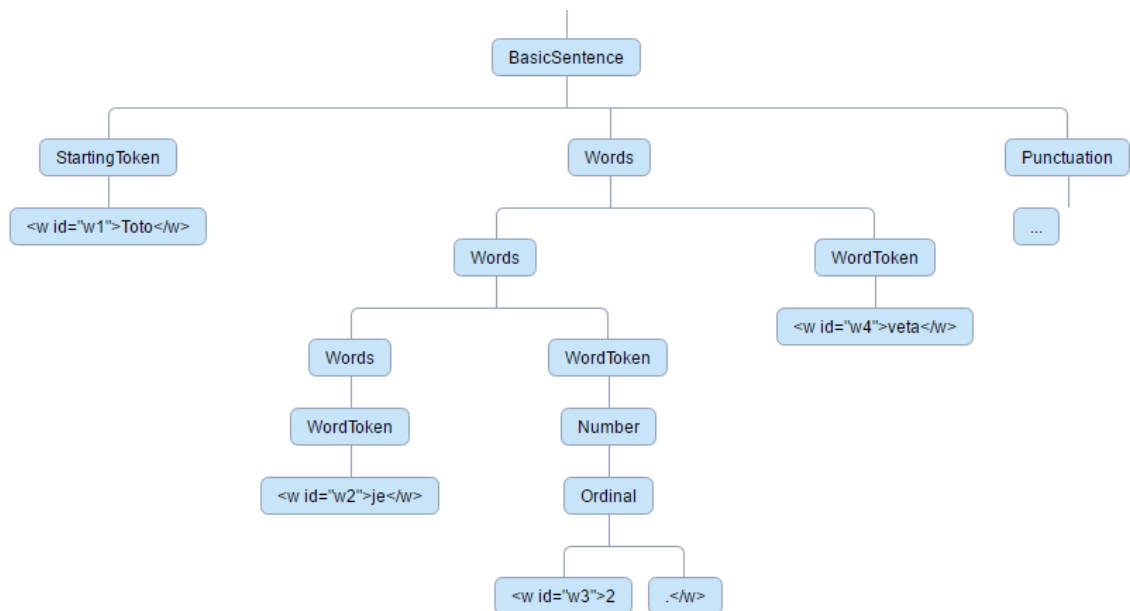 BasicSentence
StartingToken Words Punctuation
<w id="w1">Toto</w> ...
Words WordToken
<w id="w4">veta</w>
Words WordToken
WordToken Number
<w id="w2">je</w> Ordinal
<w id="w3">2 .</w>